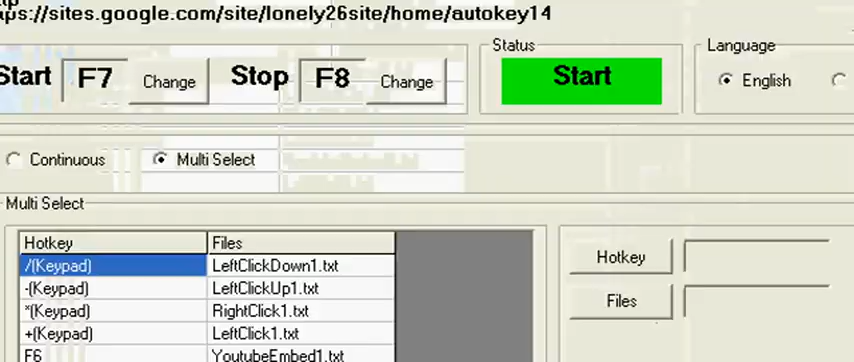 ps://sites.google.com/site/lonely26site/home/autokey14
Status
Language
Start F7 Change Stop F8 Change
Start
English
Continuous
Multi Select
Multi Select
Hotkey Files
/(Keypad) LeftClickDown1.txt
-(Keypad) LeftClickUp1.txt
*(Keypad) RightClick1.txt
+(Keypad) LeftClick1.txt
F6 YoutubeEmbed1.txt
Hotkey
Files